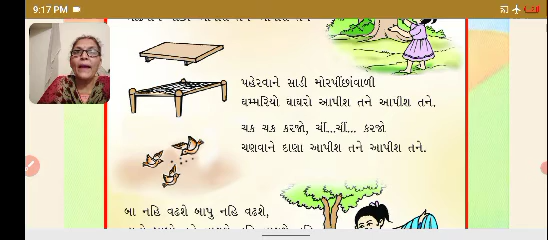 9:17 PM
પહેરવાને સાડી મોરપીંછાંવાળી
ઘમ્મરિયો ઘાઘરો આપીશ તને આપીશ તને.
ચક ચક કરજો, ચીં...ચીં... કરજો
ચણવાને દાણા આપીશ તને આપીશ તને.
બા નહિ વઢશે બાપુ નહિ વઢશે,